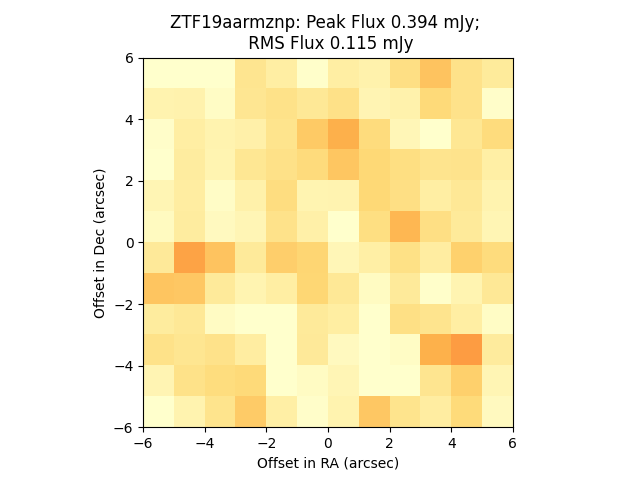 ZTF19aarmznp: Peak Flux 0.394 mJy;
RMS Flux 0.115 mJy
6
4
2
0
−2
−4
−6
Offset in Dec (arcsec)
−6 −4 −2 0 2 4 6
Offset in RA (arcsec)